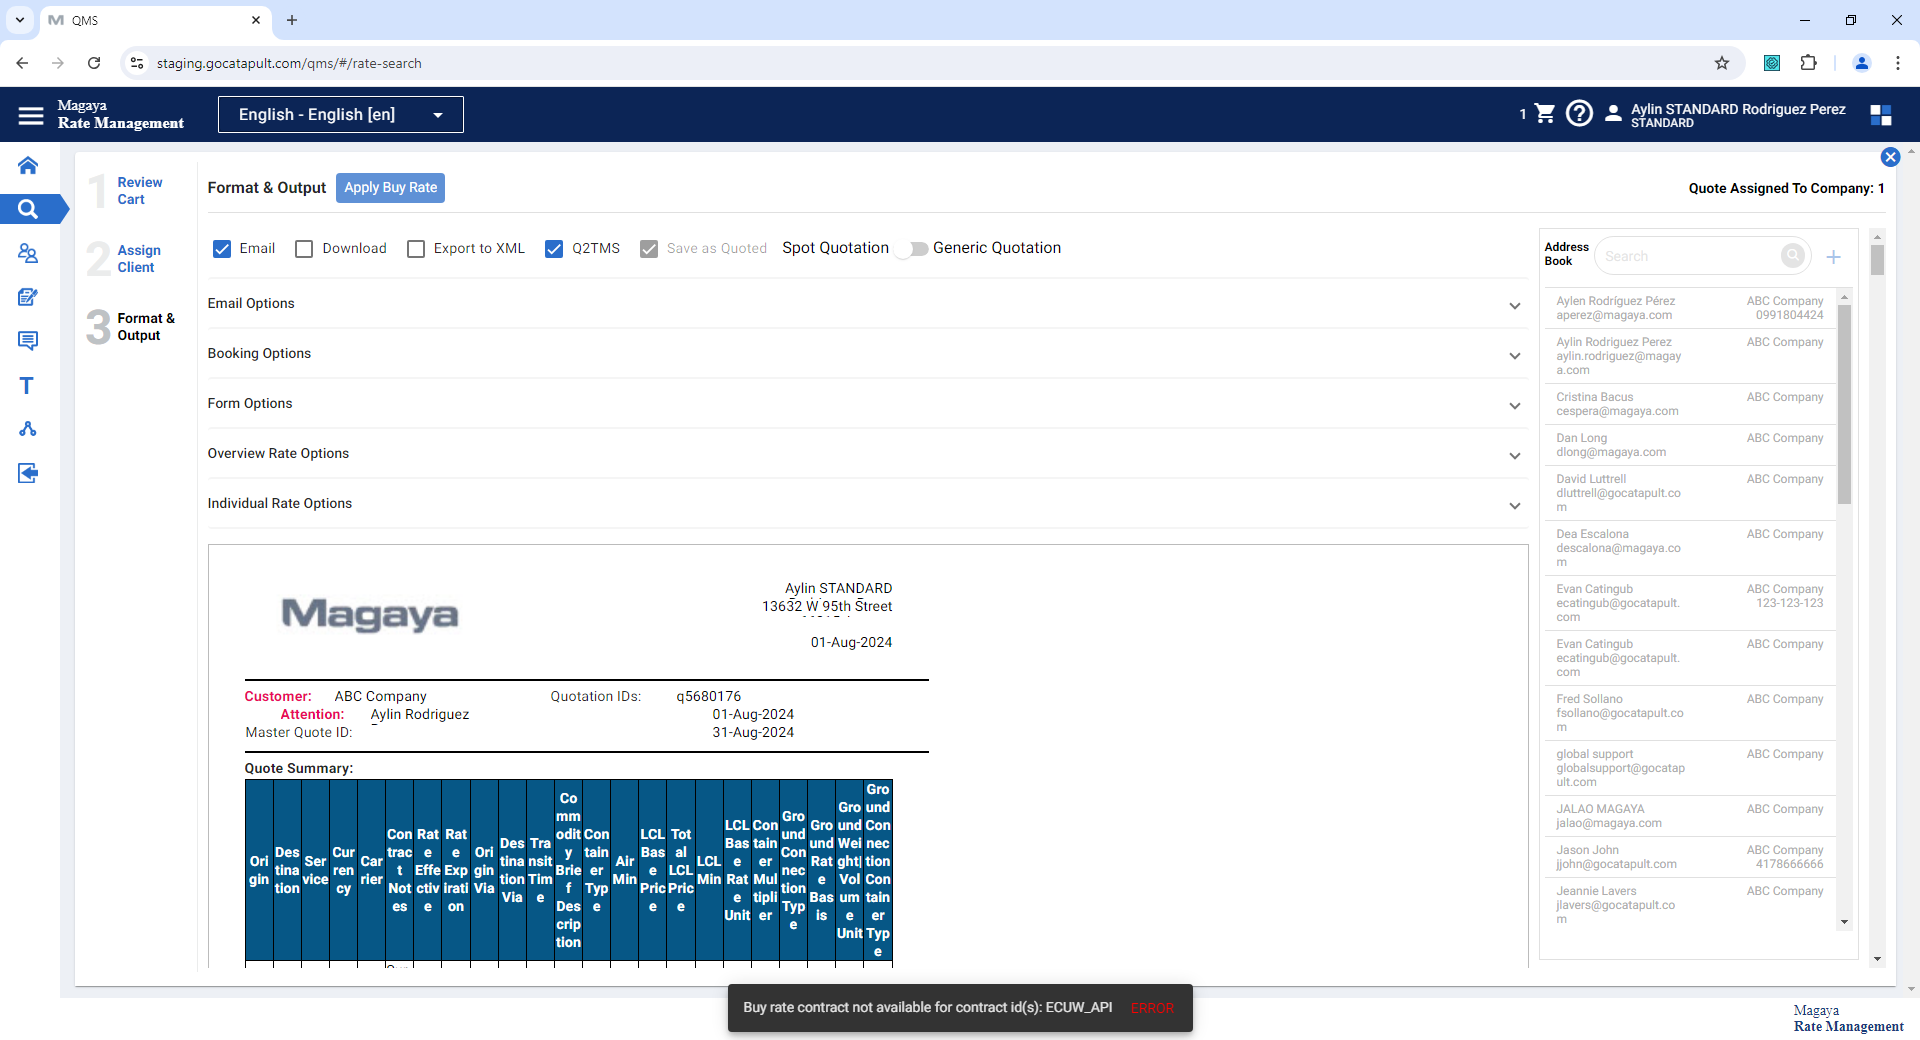 QMS
staging.gocatapult.com/qms/#/rate-search
Magaya
Rate Management
English - English [en]
1
Aylin STANDARD Rodriguez Perez
STANDARD
1 Review Cart
2 Assign Client
3 Format & Output
Format & Output
Apply Buy Rate
Quote Assigned To Company: 1
Email
Download
Export to XML
Q2TMS
Save as Quoted
Spot Quotation
Generic Quotation
Email Options
Booking Options
Form Options
Overview Rate Options
Individual Rate Options
Magaya
Aylin STANDARD
13632 W 95th Street
01-Aug-2024
Customer: ABC Company
Quotation IDs: q5680176
Attention: Aylin Rodriguez
01-Aug-2024
Master Quote ID:
31-Aug-2024
Quote Summary:
Origin
Destination
Service
Currency
Carrier
Contract Notes
Rate Effective
Rate Expiration
Origin Via
Destination Via
Transit Time
Commodity Brief Description
Container Type
Air Min
LCL Base Price
Total LCL Price
LCL Min
LCL Base Rate Unit
Container Multiplier
Ground Connection Type
Ground Rate Basis
Ground Weight|Volume Unit
Ground Connection Container Type
Address Book
Search
Aylen Rodríguez Pérez ABC Company
aperez@magaya.com 0991804424
Aylin Rodriguez Perez ABC Company
aylin.rodriguez@magaya.com
Cristina Bacus ABC Company
cespera@magaya.com
Dan Long ABC Company
dlong@magaya.com
David Luttrell ABC Company
dluttrell@gocatapult.com
Dea Escalona ABC Company
descalona@magaya.com
Evan Catingub ABC Company
ecatingub@gocatapult.com 123-123-123
Evan Catingub ABC Company
ecatingub@gocatapult.com
Fred Sollano ABC Company
fsollano@gocatapult.com
global support ABC Company
globalsupport@gocatapult.com
JALAO MAGAYA ABC Company
jalao@magaya.com
Jason John ABC Company
jjohn@gocatapult.com 4178666666
Jeannie Lavers ABC Company
jlavers@gocatapult.com
Buy rate contract not available for contract id(s): ECUW_API ERROR
Magaya
Rate Management